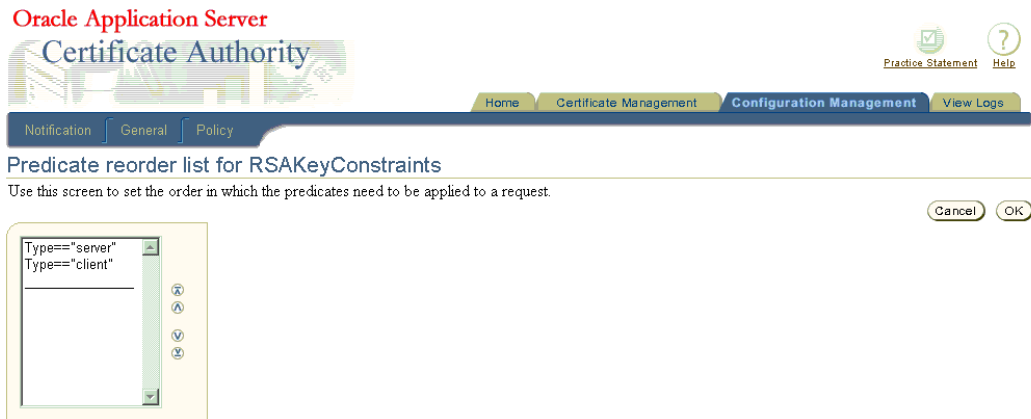 Oracle Application Server
Certificate Authority
Practice Statement
Help
Home
Certificate Management
Configuration Management
View Logs
Notification
General
Policy
Predicate reorder list for RSAKeyConstraints
Use this screen to set the order in which the predicates need to be applied to a request.
Cancel
OK
Type=="server"
Type=="client"